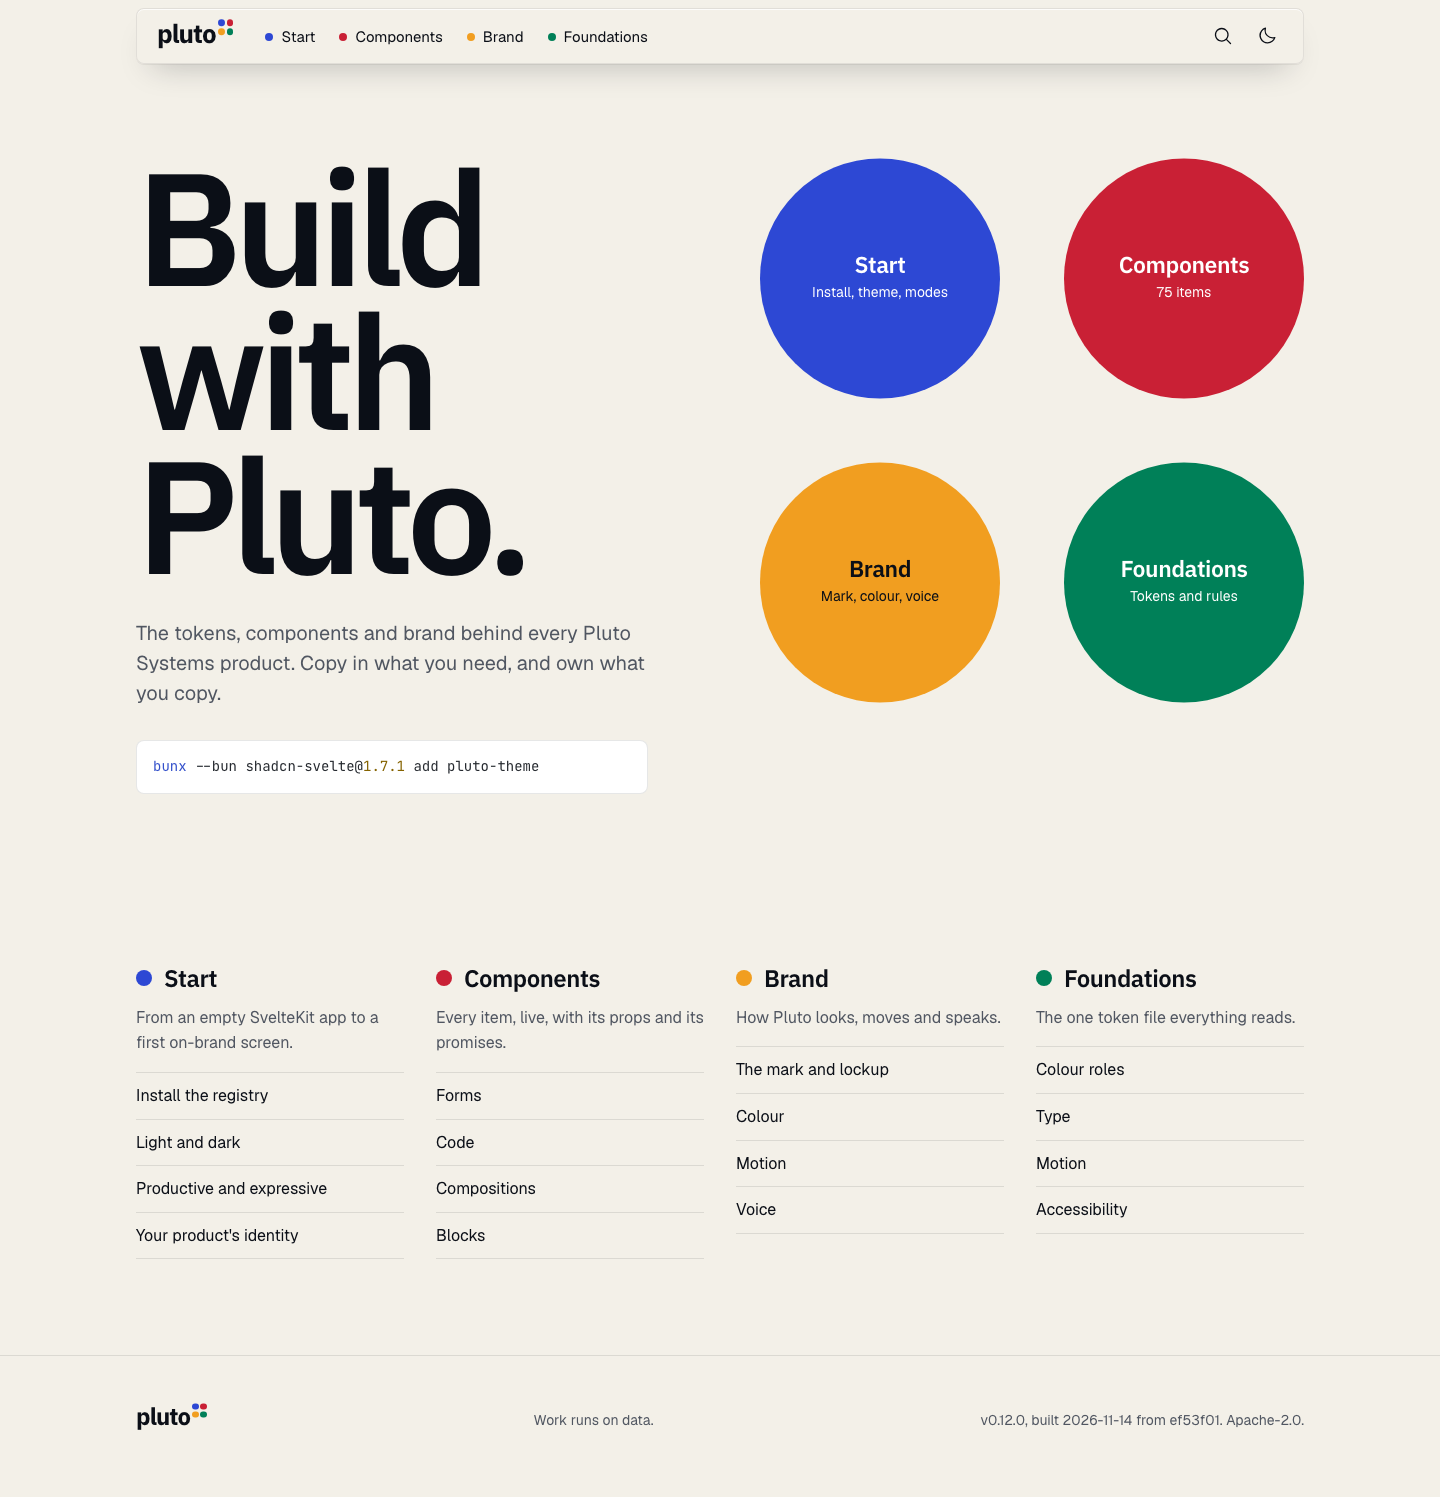 pluto
Start
Components
Brand
Foundations
Build
with
Pluto.
The tokens, components and brand behind every Pluto
Systems product. Copy in what you need, and own what
you copy.
bunx --bun shadcn-svelte@1.7.1 add pluto-theme
Start
Install, theme, modes
Components
75 items
Brand
Mark, colour, voice
Foundations
Tokens and rules
Start
From an empty SvelteKit app to a
first on-brand screen.
Install the registry
Light and dark
Productive and expressive
Your product's identity
Components
Every item, live, with its props and its
promises.
Forms
Code
Compositions
Blocks
Brand
How Pluto looks, moves and speaks.
The mark and lockup
Colour
Motion
Voice
Foundations
The one token file everything reads.
Colour roles
Type
Motion
Accessibility
pluto
Work runs on data.
v0.12.0, built 2026-11-14 from ef53f01. Apache-2.0.